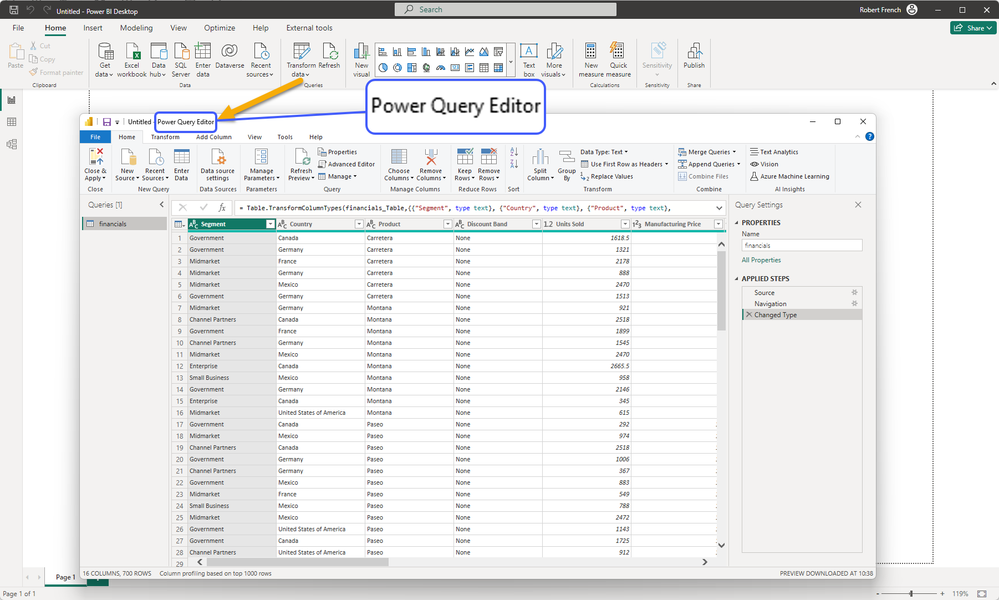 Untitled - Power BI Desktop
Search
Robert French
File Home Insert Modeling View Optimize Help External tools
Share
Paste
Cut
Copy
Format painter
Clipboard
Get data
Excel workbook
Data hub
SQL Server
Enter data
Dataverse
Recent sources
Data
Transform data
Refresh
Queries
New visual
Text box
More visuals
New measure
Quick measure
Calculations
Sensitivity
Sensitivity
Publish
Share
Power Query Editor
Untitled - Power Query Editor
File Home Transform Add Column View Tools Help
Close & Apply
Close
New Source
Recent Sources
Enter Data
New Query
Data source settings
Data Sources
Manage Parameters
Parameters
Refresh Preview
Properties
Advanced Editor
Manage
Query
Choose Columns
Remove Columns
Manage Columns
Keep Rows
Remove Rows
Reduce Rows
Sort
Split Column
Group By
Data Type: Text
Use First Row as Headers
Replace Values
Transform
Merge Queries
Append Queries
Combine Files
Combine
Text Analytics
Vision
Azure Machine Learning
AI Insights
Queries [1]
financials
fx
= Table.TransformColumnTypes(financials_Table,{{"Segment", type text}, {"Country", type text}, {"Product", type text},
ABC Segment ABC Country ABC Product ABC Discount Band 1.2 Units Sold 123 Manufacturing Price
1 Government Canada Carretera None 1618.5
2 Government Germany Carretera None 1321
3 Midmarket France Carretera None 2178
4 Midmarket Germany Carretera None 888
5 Midmarket Mexico Carretera None 2470
6 Government Germany Carretera None 1513
7 Midmarket Germany Montana None 921
8 Channel Partners Canada Montana None 2518
9 Government France Montana None 1899
10 Channel Partners Germany Montana None 1545
11 Midmarket Mexico Montana None 2470
12 Enterprise Canada Montana None 2665.5
13 Small Business Mexico Montana None 958
14 Government Germany Montana None 2146
15 Enterprise Canada Montana None 345
16 Midmarket United States of America Montana None 615
17 Government Canada Paseo None 292
18 Midmarket Mexico Paseo None 974
19 Channel Partners Canada Paseo None 2518
20 Government Germany Paseo None 1006
21 Channel Partners Germany Paseo None 367
22 Government Mexico Paseo None 883
23 Midmarket France Paseo None 549
24 Small Business Mexico Paseo None 788
25 Midmarket Mexico Paseo None 2472
26 Government United States of America Paseo None 1143
27 Government Canada Paseo None 1725
28 Channel Partners United States of America Paseo None 912
29
Query Settings
PROPERTIES
Name
financials
All Properties
APPLIED STEPS
Source
Navigation
Changed Type
16 COLUMNS, 700 ROWS Column profiling based on top 1000 rows
PREVIEW DOWNLOADED AT 10:38
Page 1
Page 1 of 1
119%